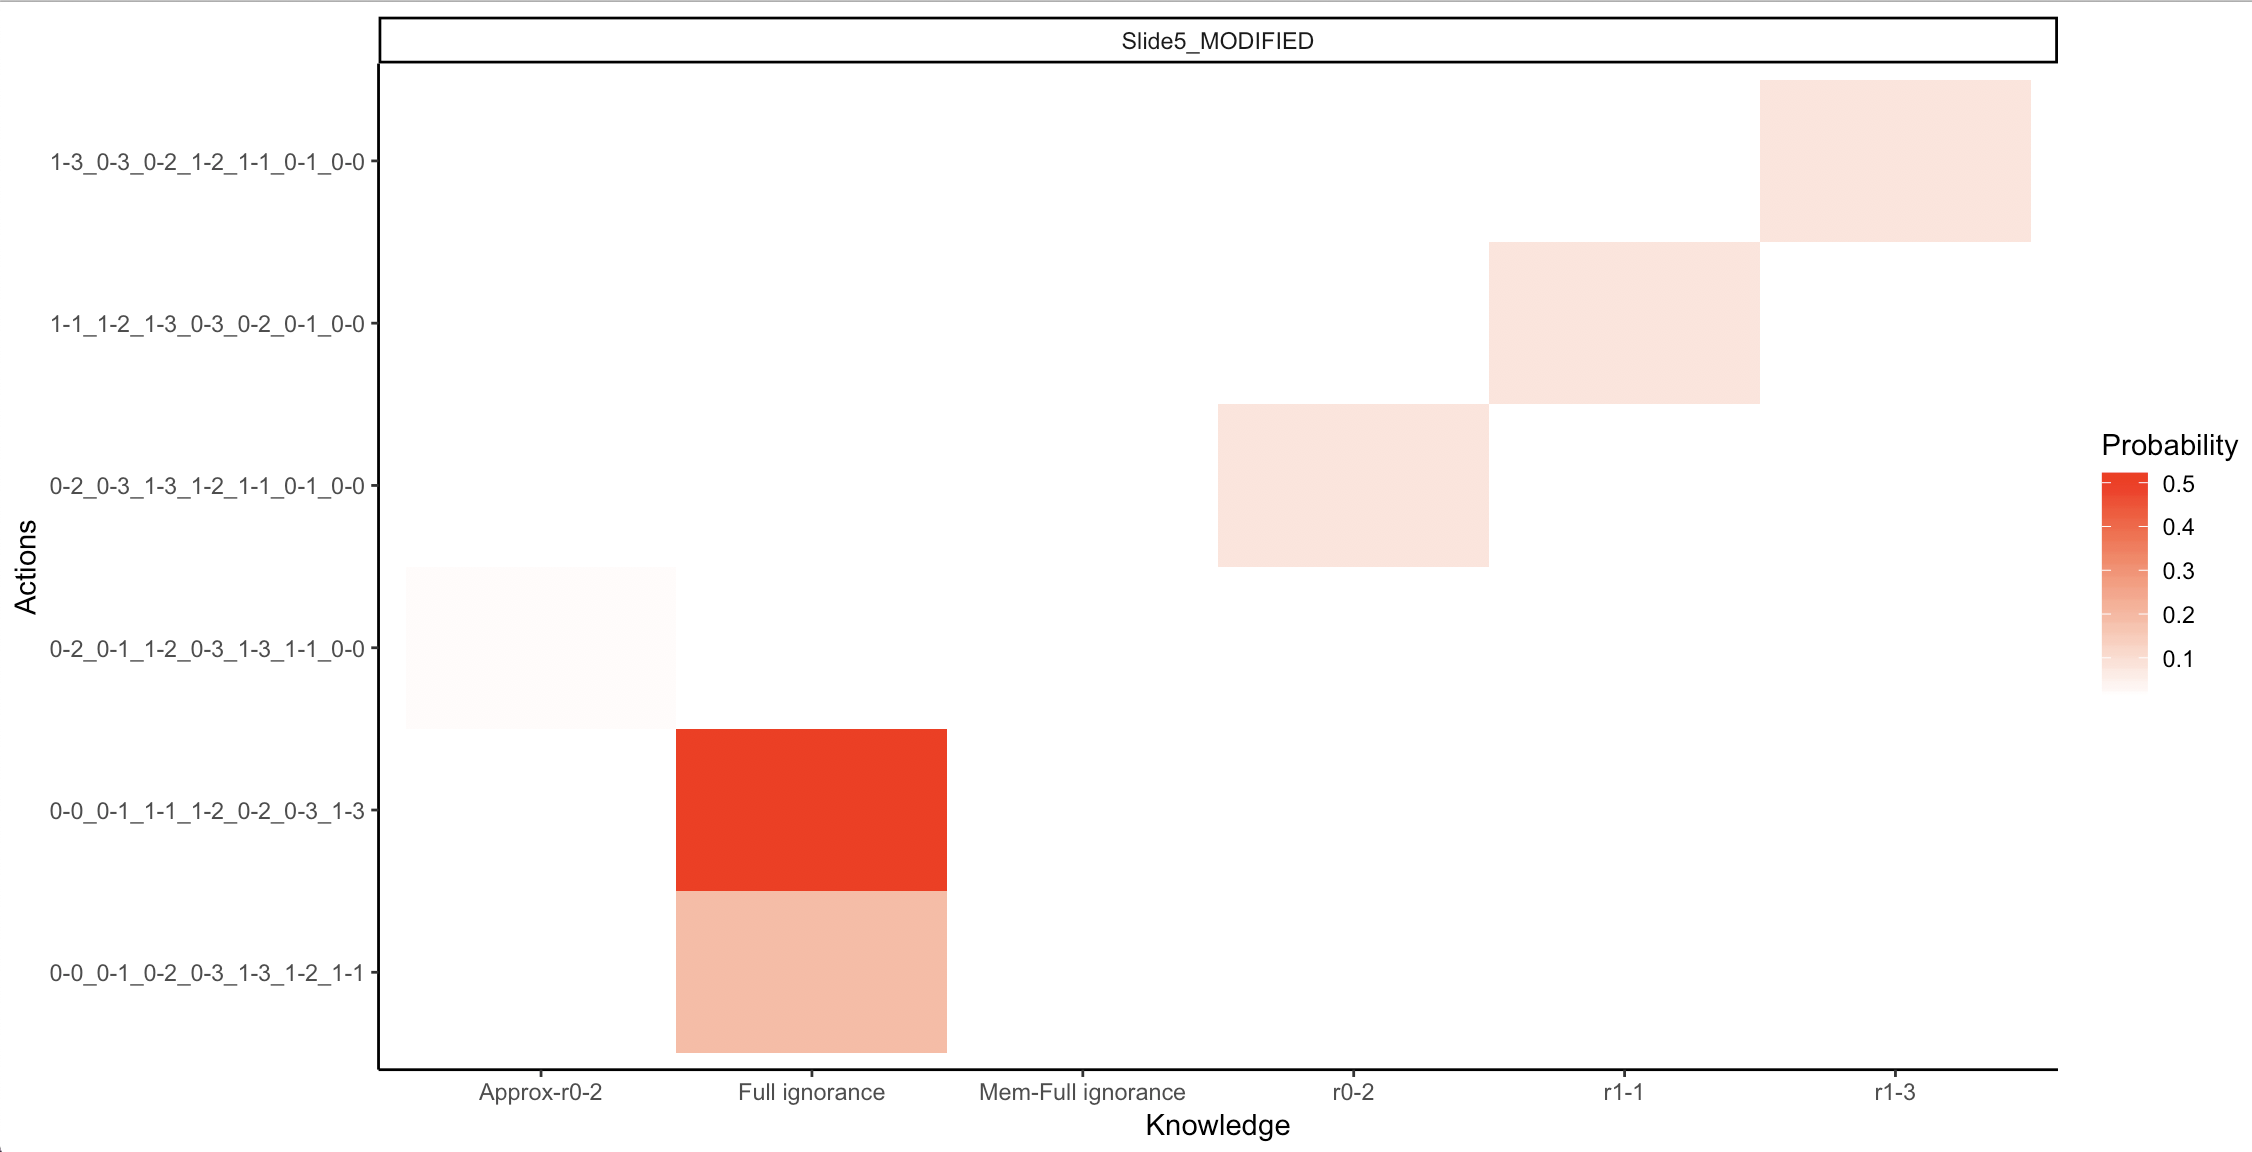 Slide5_MODIFIED
1-3_0-3_0-2_1-2_1-1_0-1_0-0
1-1_1-2_1-3_0-3_0-2_0-1_0-0
0-2_0-3_1-3_1-2_1-1_0-1_0-0
0-2_0-1_1-2_0-3_1-3_1-1_0-0
0-0_0-1_1-1_1-2_0-2_0-3_1-3
0-0_0-1_0-2_0-3_1-3_1-2_1-1
Actions
Approx-r0-2 Full ignorance Mem-Full ignorance r0-2 r1-1 r1-3
Knowledge
Probability
0.5
0.4
0.3
0.2
0.1